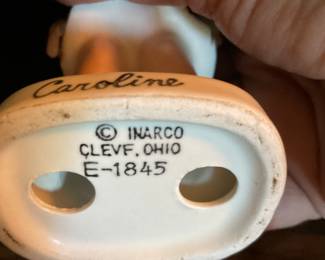 Caroline
© INARCO
CLEVE, OHIO
E-1845